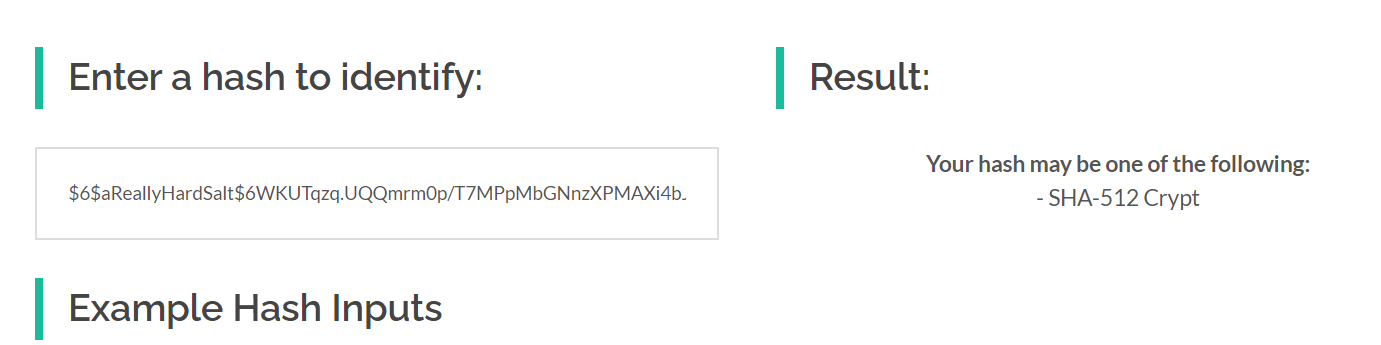 Enter a hash to identify:
$6$aReallyHardSalt$6WKUTqzq.UQQmrm0p/T7MPpMbGNnzXPMAXi4b.
Example Hash Inputs
Result:
Your hash may be one of the following:
- SHA-512 Crypt